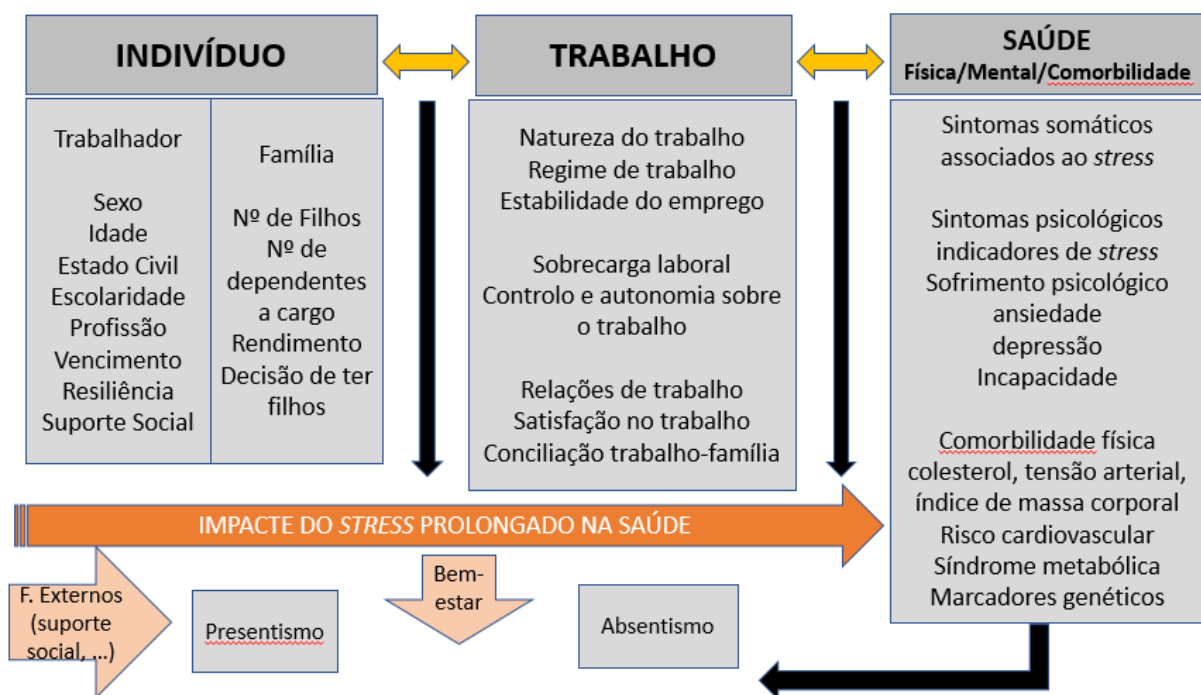 INDIVÍDUO
Trabalhador
Sexo
Idade
Estado Civil
Escolaridade
Profissão
Vencimento
Resiliência
Suporte Social
Família
Nº de Filhos
Nº de
dependentes
a cargo
Rendimento
Decisão de ter
filhos
TRABALHO
Natureza do trabalho
Regime de trabalho
Estabilidade do emprego
Sobrecarga laboral
Controlo e autonomia sobre
o trabalho
Relações de trabalho
Satisfação no trabalho
Conciliação trabalho-família
SAÚDE
Física/Mental/Comorbilidade
Sintomas somáticos
associados ao stress
Sintomas psicológicos
indicadores de stress
Sofrimento psicológico
ansiedade
depressão
Incapacidade
Comorbilidade física
colesterol, tensão arterial,
índice de massa corporal
Risco cardiovascular
Síndrome metabólica
Marcadores genéticos
IMPACTE DO STRESS PROLONGADO NA SAÚDE
F. Externos
(suporte
social, ...)
Presentismo
Bem-
estar
Absentismo